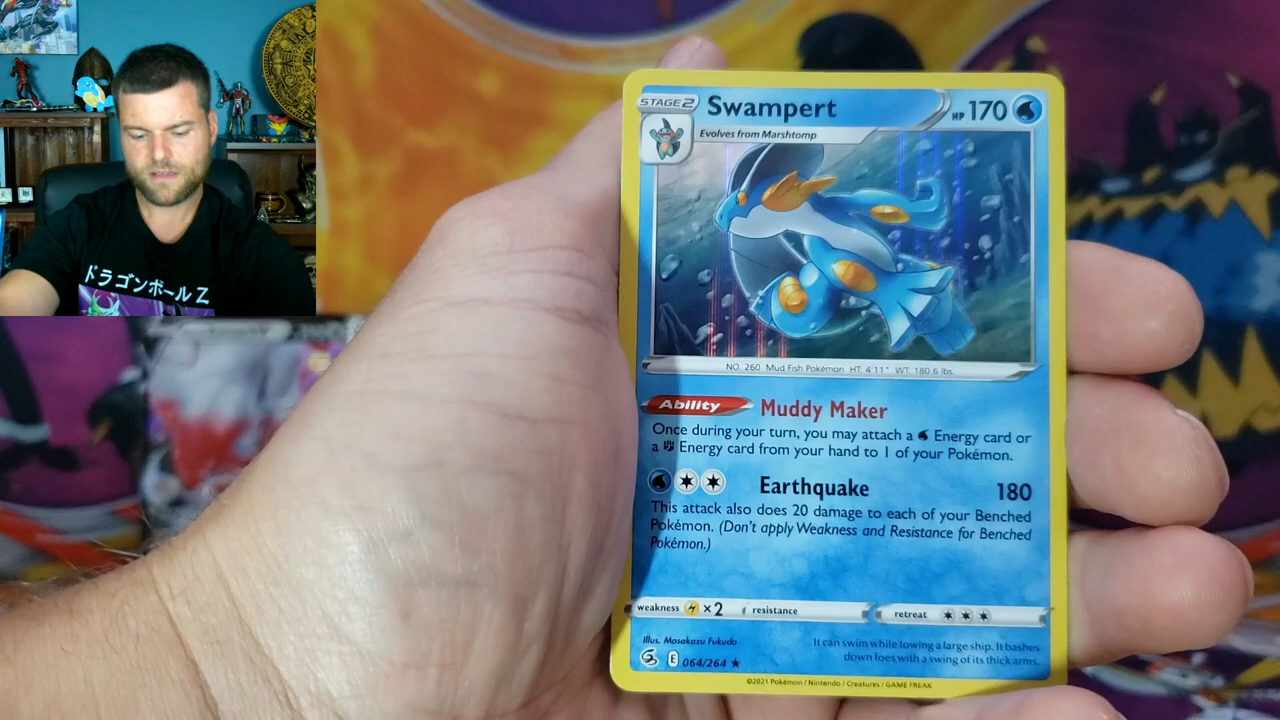 ドラゴンボールZ
STAGE 2
Swampert
HP 170
Evolves from Marshtomp
NO. 260 Mud Fish Pokémon HT: 4'11" WT: 180.6 lbs.
Ability Muddy Maker
Once during your turn, you may attach a Energy card or
a Energy card from your hand to 1 of your Pokémon.
Earthquake 180
This attack also does 20 damage to each of your Benched
Pokémon. (Don't apply Weakness and Resistance for Benched
Pokémon.)
weakness ×2 resistance retreat
Illus. Masakazu Fukuda
E 064/264 ★
It can swim while towing a large ship. It bashes
down foes with a swing of its thick arms.
©2021 Pokémon / Nintendo / Creatures / GAME FREAK